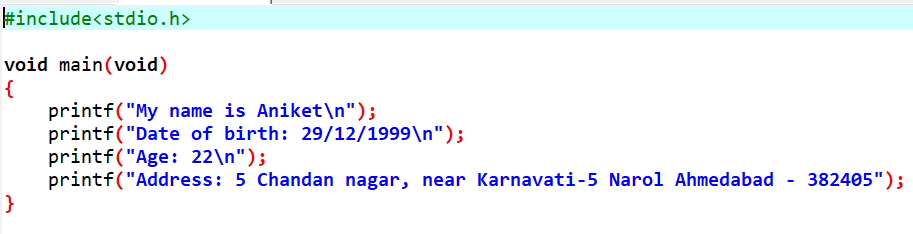 #include<stdio.h>
void main(void)
{
printf("My name is Aniket\n");
printf("Date of birth: 29/12/1999\n");
printf("Age: 22\n");
printf("Address: 5 Chandan nagar, near Karnavati-5 Narol Ahmedabad - 382405");
}